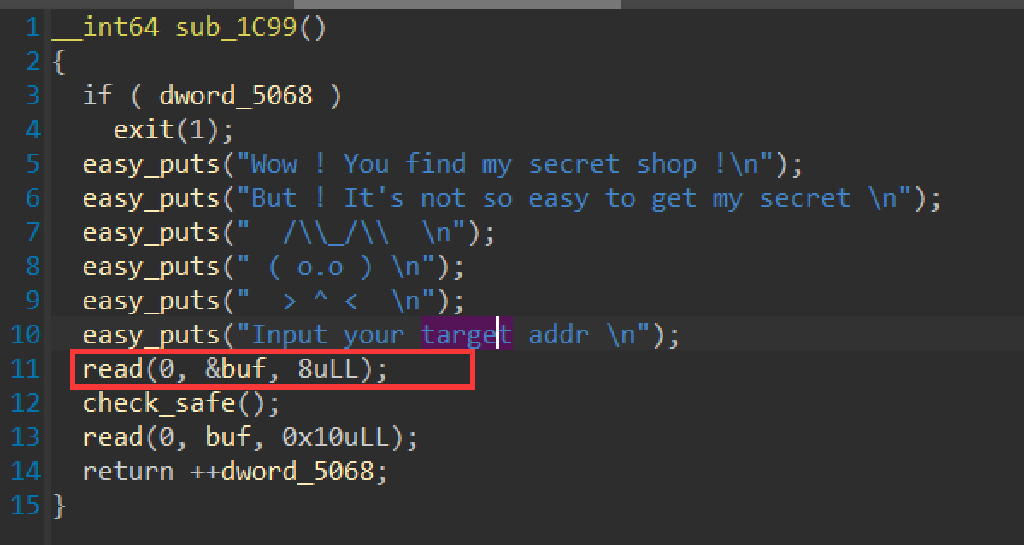 1 __int64 sub_1C99()
2 {
3   if ( dword_5068 )
4     exit(1);
5   easy_puts("Wow ! You find my secret shop !\n");
6   easy_puts("But ! It's not so easy to get my secret \n");
7   easy_puts("  /\\_/\\  \n");
8   easy_puts(" ( o.o ) \n");
9   easy_puts("  > ^ <  \n");
10   easy_puts("Input your target addr \n");
11   read(0, &buf, 8uLL);
12   check_safe();
13   read(0, buf, 0x10uLL);
14   return ++dword_5068;
15 }